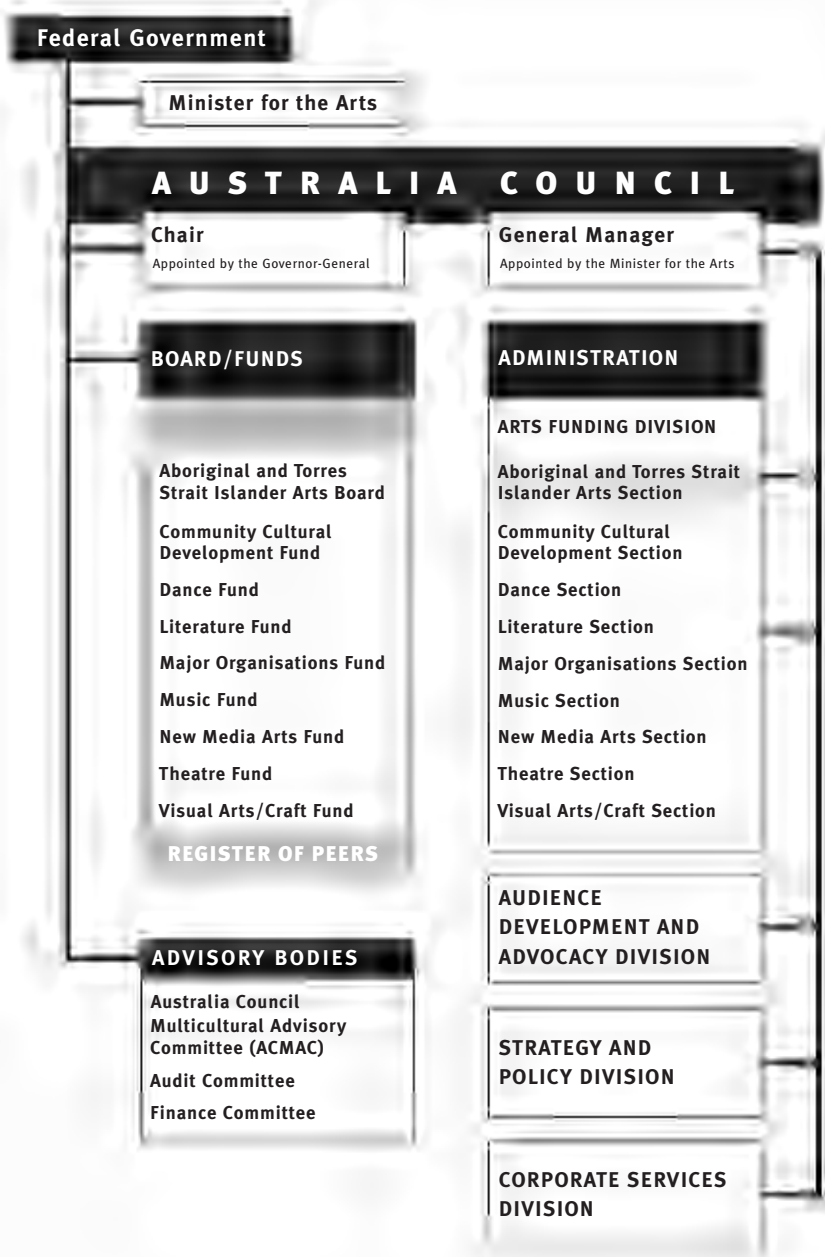 Federal Government
Minister for the Arts
AUSTRALIA COUNCIL
Chair
Appointed by the Governor-General
General Manager
Appointed by the Minister for the Arts
BOARD/FUNDS
Aboriginal and Torres
Strait Islander Arts Board
Community Cultural
Development Fund
Dance Fund
Literature Fund
Major Organisations Fund
Music Fund
New Media Arts Fund
Theatre Fund
Visual Arts/Craft Fund
REGISTER OF PEERS
ADVISORY BODIES
Australia Council
Multicultural Advisory
Committee (ACMAC)
Audit Committee
Finance Committee
ADMINISTRATION
ARTS FUNDING DIVISION
Aboriginal and Torres Strait
Islander Arts Section
Community Cultural
Development Section
Dance Section
Literature Section
Major Organisations Section
Music Section
New Media Arts Section
Theatre Section
Visual Arts/Craft Section
AUDIENCE
DEVELOPMENT AND
ADVOCACY DIVISION
STRATEGY AND
POLICY DIVISION
CORPORATE SERVICES
DIVISION